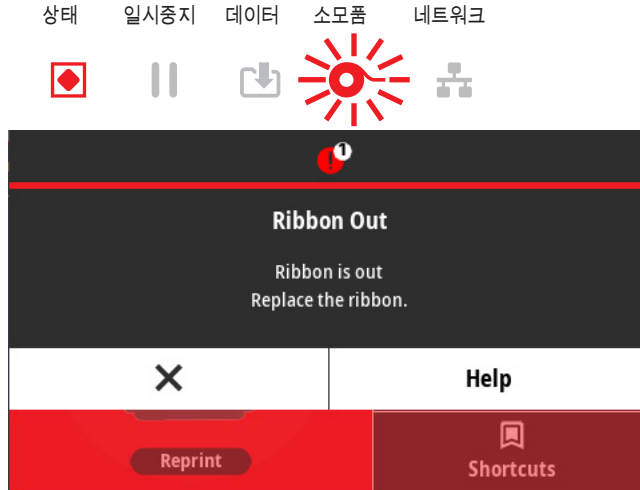 상태 일시중지 데이터 소모품 네트워크
1
Ribbon Out
Ribbon is out
Replace the ribbon.
Help
Reprint
Shortcuts